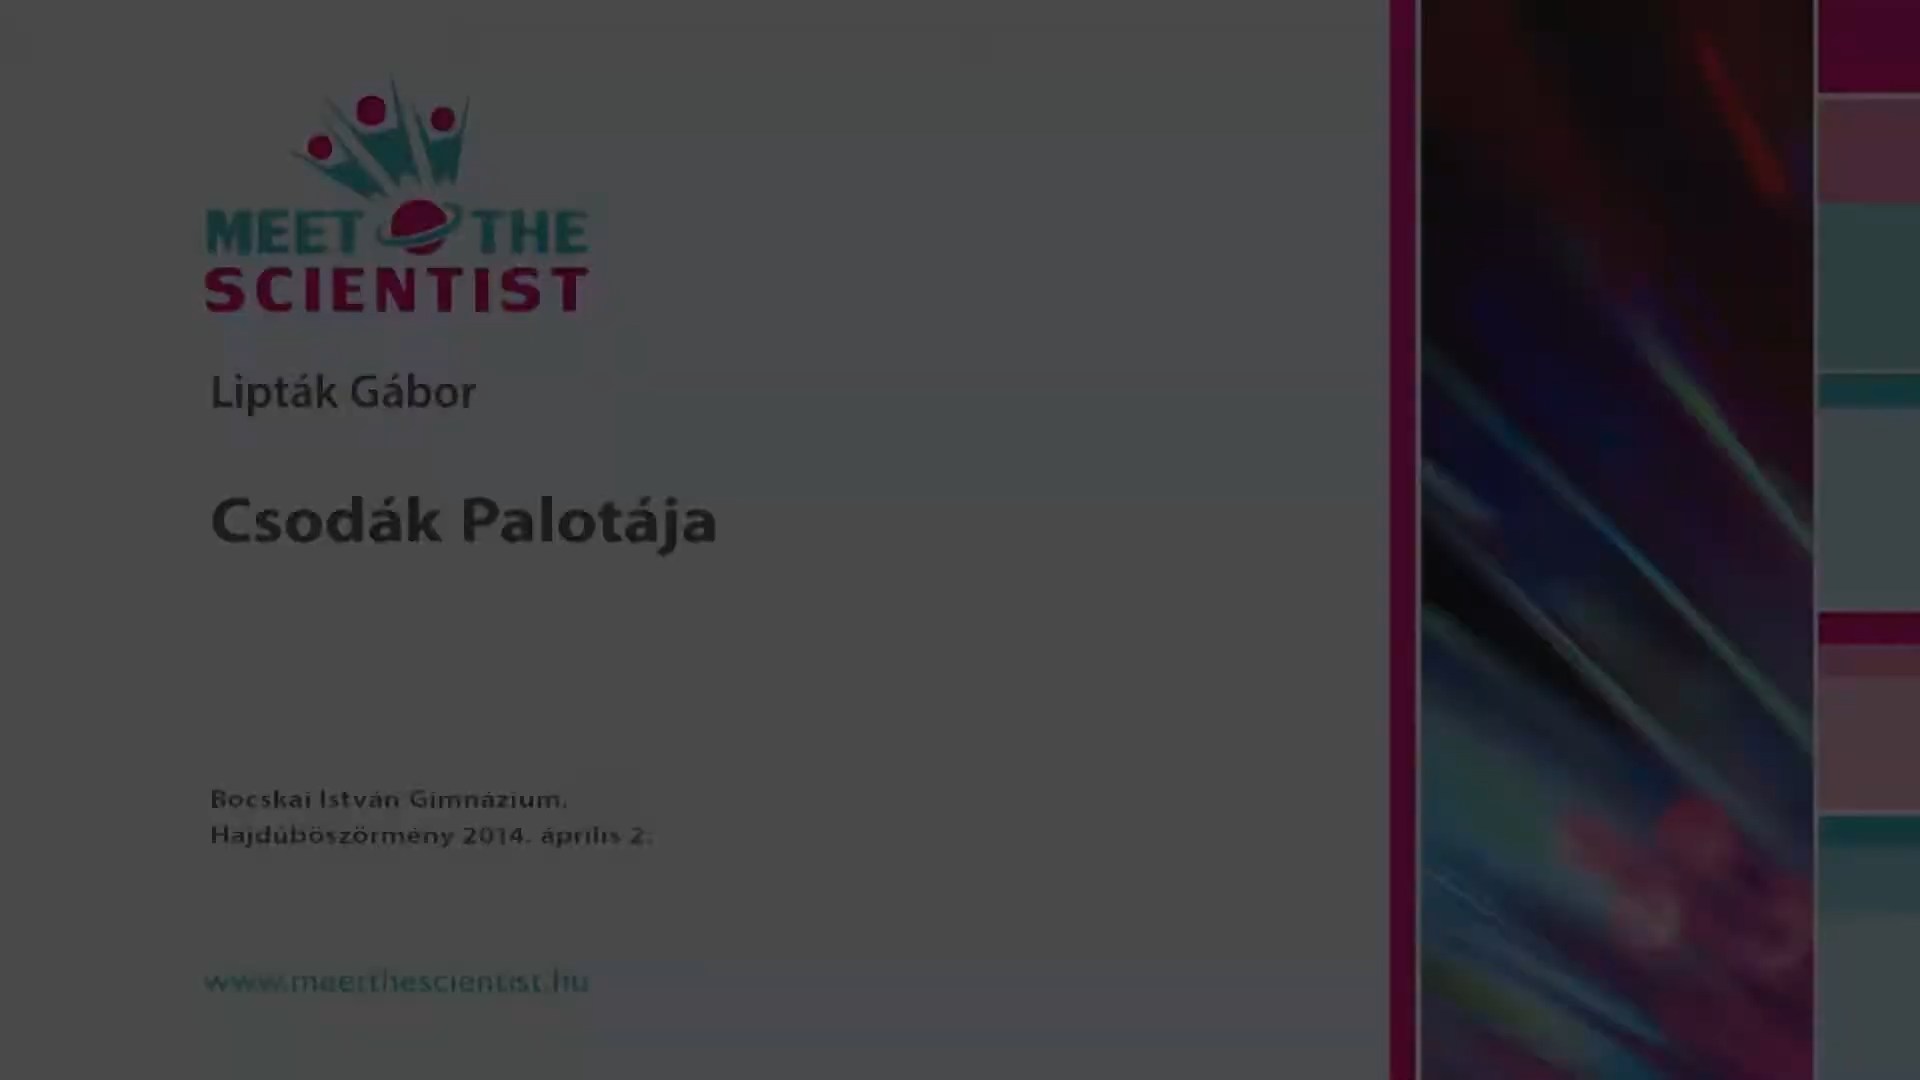 MEET THE
SCIENTIST
Lipták Gábor
Csodák Palotája
Bocskai István Gimnázium,
Hajdúböszörmény 2014. április 2.
www.meetthescientist.hu